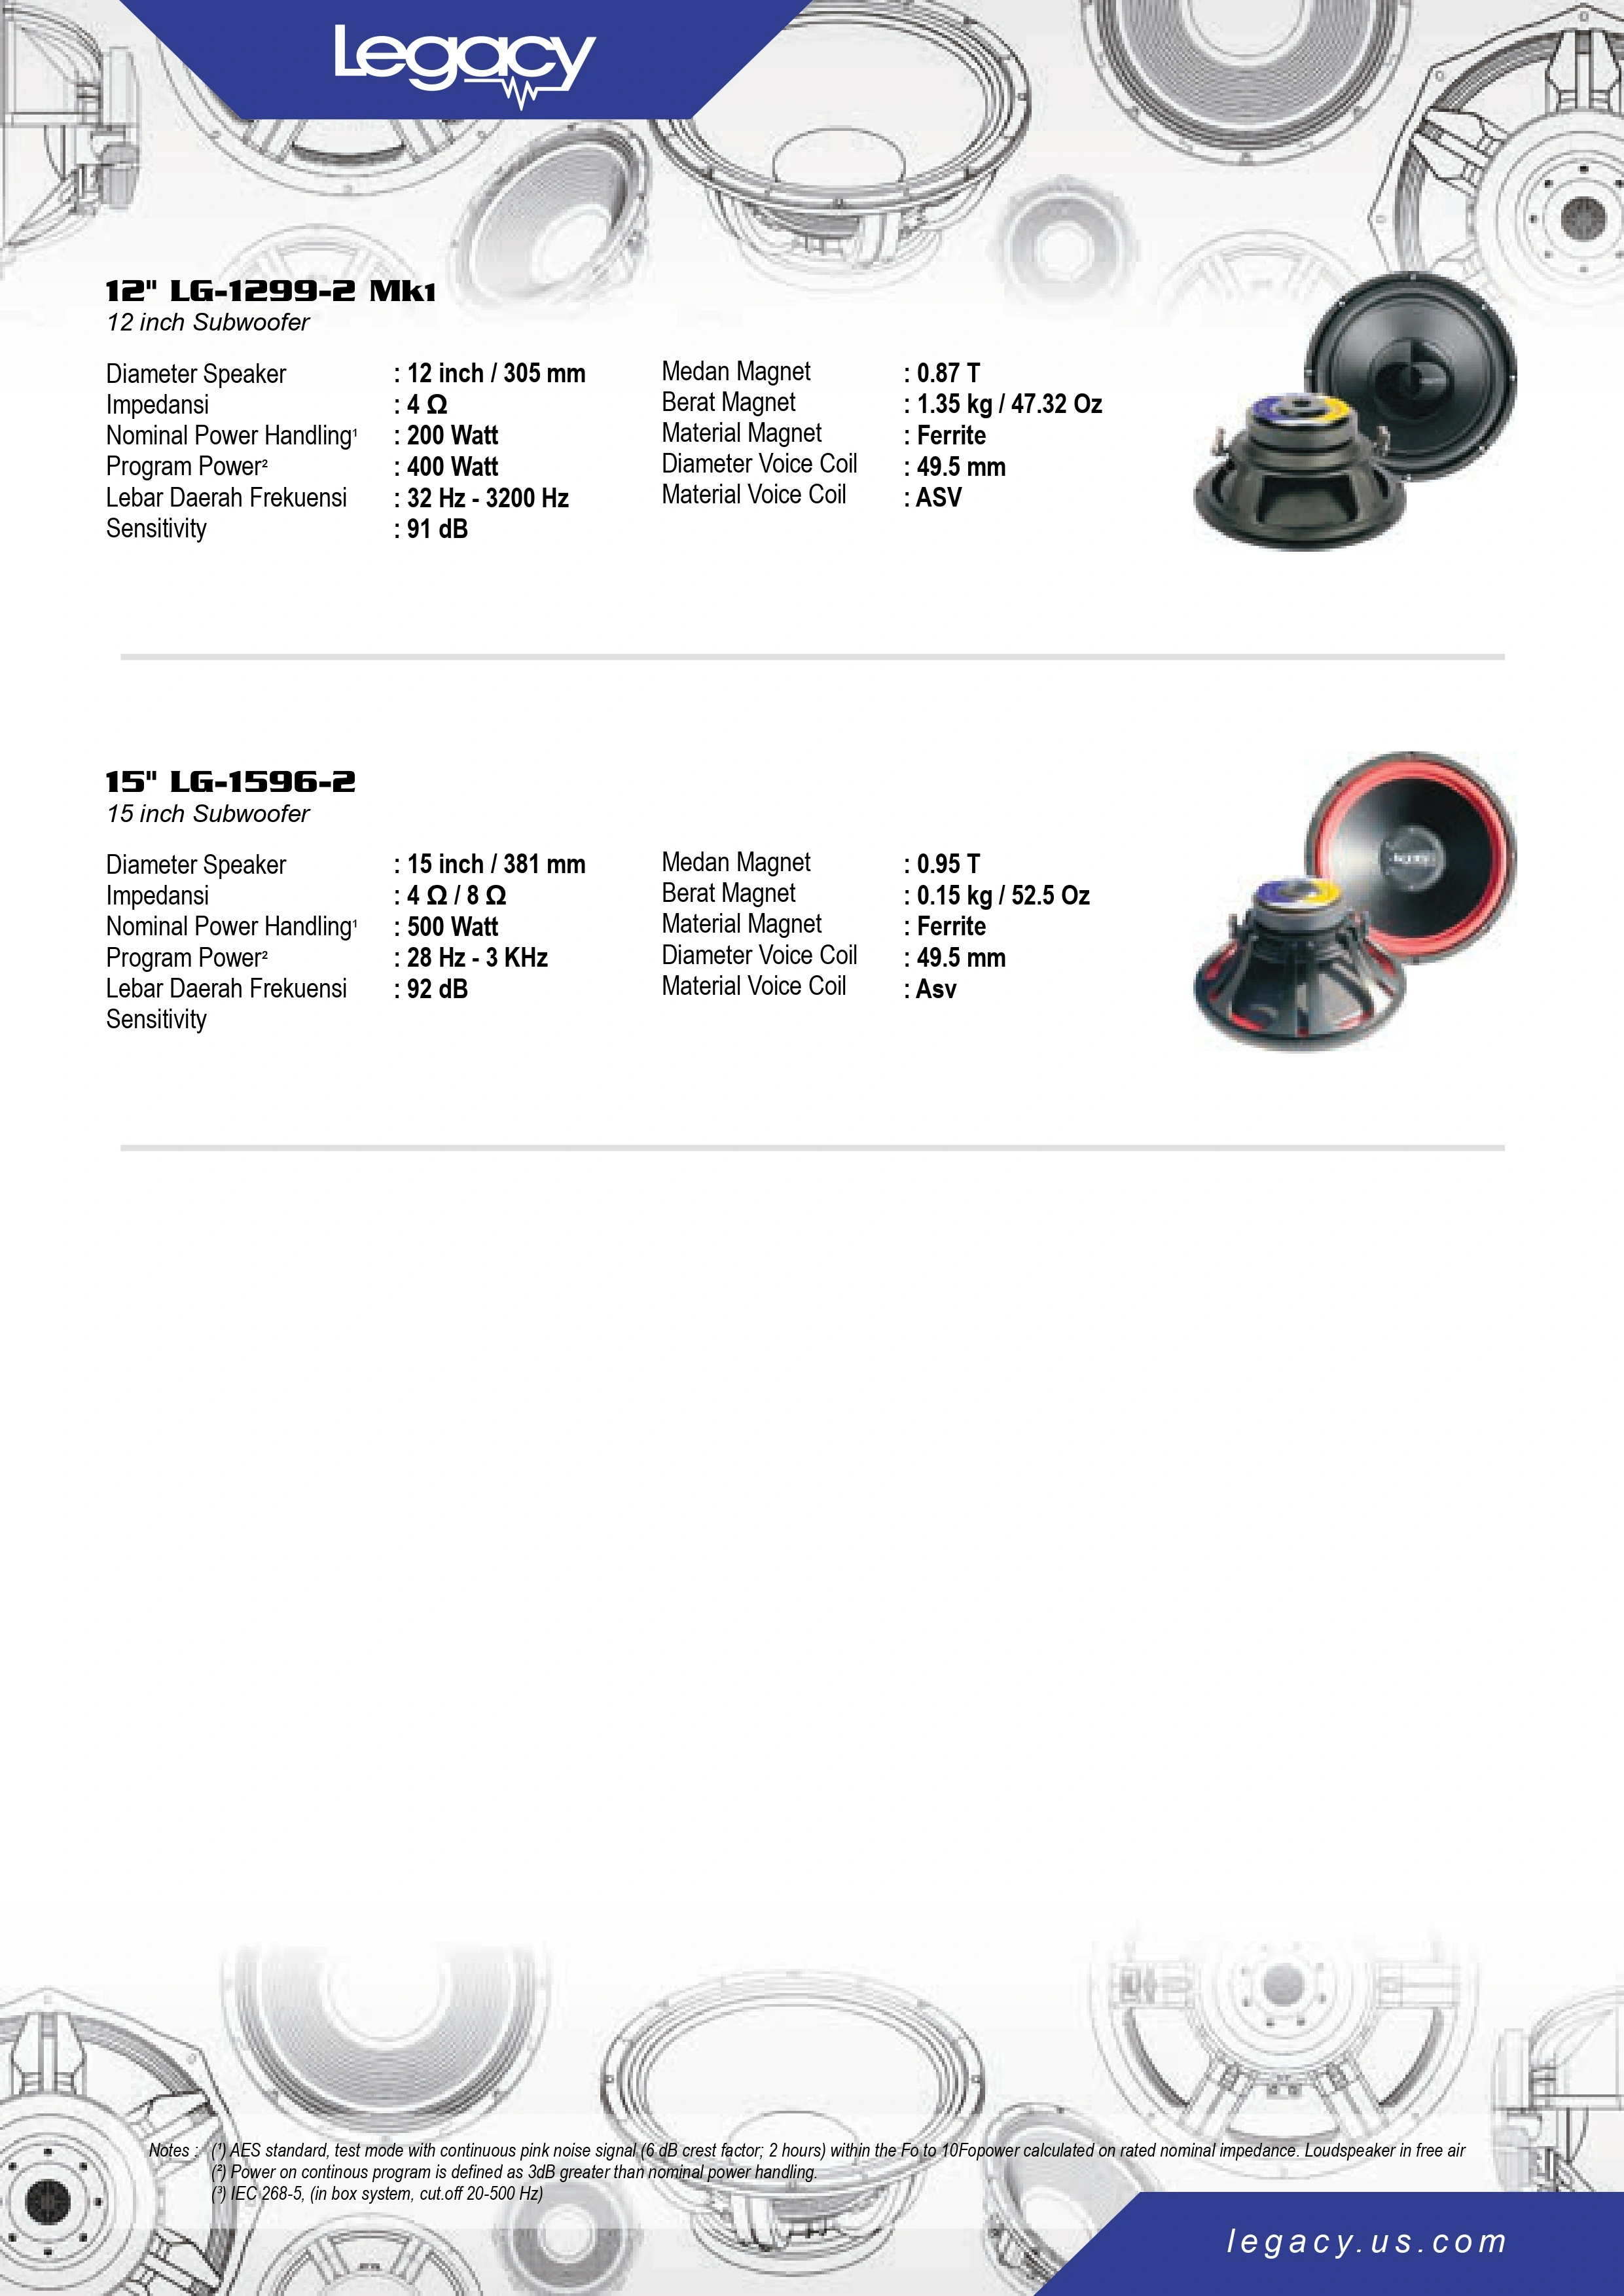 Legacy
12" LG-1299-2 Mk1
12 inch Subwoofer
Diameter Speaker : 12 inch / 305 mm
Impedansi : 4 Ω
Nominal Power Handling¹ : 200 Watt
Program Power² : 400 Watt
Lebar Daerah Frekuensi : 32 Hz - 3200 Hz
Sensitivity : 91 dB
Medan Magnet : 0.87 T
Berat Magnet : 1.35 kg / 47.32 Oz
Material Magnet : Ferrite
Diameter Voice Coil : 49.5 mm
Material Voice Coil : ASV
15" LG-1596-2
15 inch Subwoofer
Diameter Speaker : 15 inch / 381 mm
Impedansi : 4 Ω / 8 Ω
Nominal Power Handling¹ : 500 Watt
Program Power² : 28 Hz - 3 KHz
Lebar Daerah Frekuensi : 92 dB
Sensitivity
Medan Magnet : 0.95 T
Berat Magnet : 0.15 kg / 52.5 Oz
Material Magnet : Ferrite
Diameter Voice Coil : 49.5 mm
Material Voice Coil : Asv
Notes : (¹) AES standard, test mode with continuous pink noise signal (6 dB crest factor; 2 hours) within the Fo to 10Fopower calculated on rated nominal impedance. Loudspeaker in free air
(²) Power on continous program is defined as 3dB greater than nominal power handling.
(³) IEC 268-5, (in box system, cut.off 20-500 Hz)
legacy.us.com